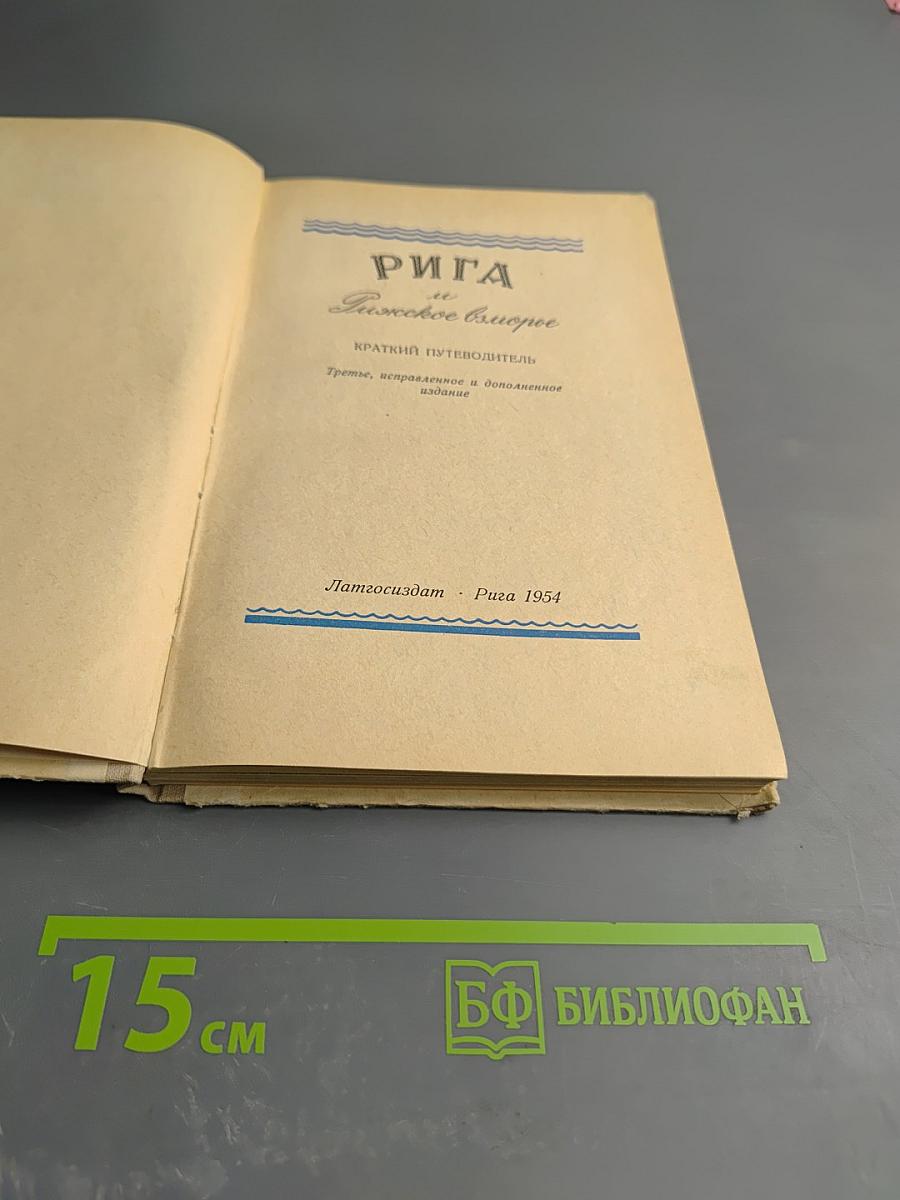 РИГА
и
Рижское взморье
КРАТКИЙ ПУТЕВОДИТЕЛЬ
Третье, исправленное и дополненное
издание
Латгосиздат · Рига 1954
15 см
БФ БИБЛИОФАН